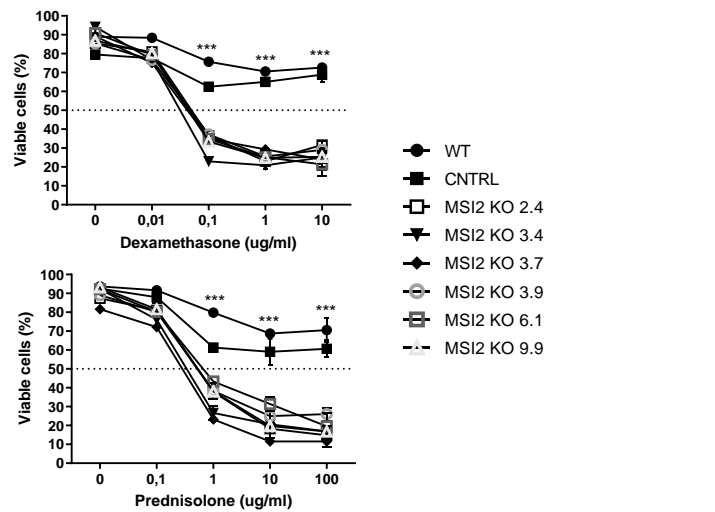 100
90
80
70
60
50
40
30
20
10
0
Viable cells (%)
*** *** ***
0 0,01 0,1 1 10
Dexamethasone (ug/ml)
100
90
80
70
60
50
40
30
20
10
0
Viable cells (%)
*** *** ***
0 0,1 1 10 100
Prednisolone (ug/ml)
WT
CNTRL
MSI2 KO 2.4
MSI2 KO 3.4
MSI2 KO 3.7
MSI2 KO 3.9
MSI2 KO 6.1
MSI2 KO 9.9